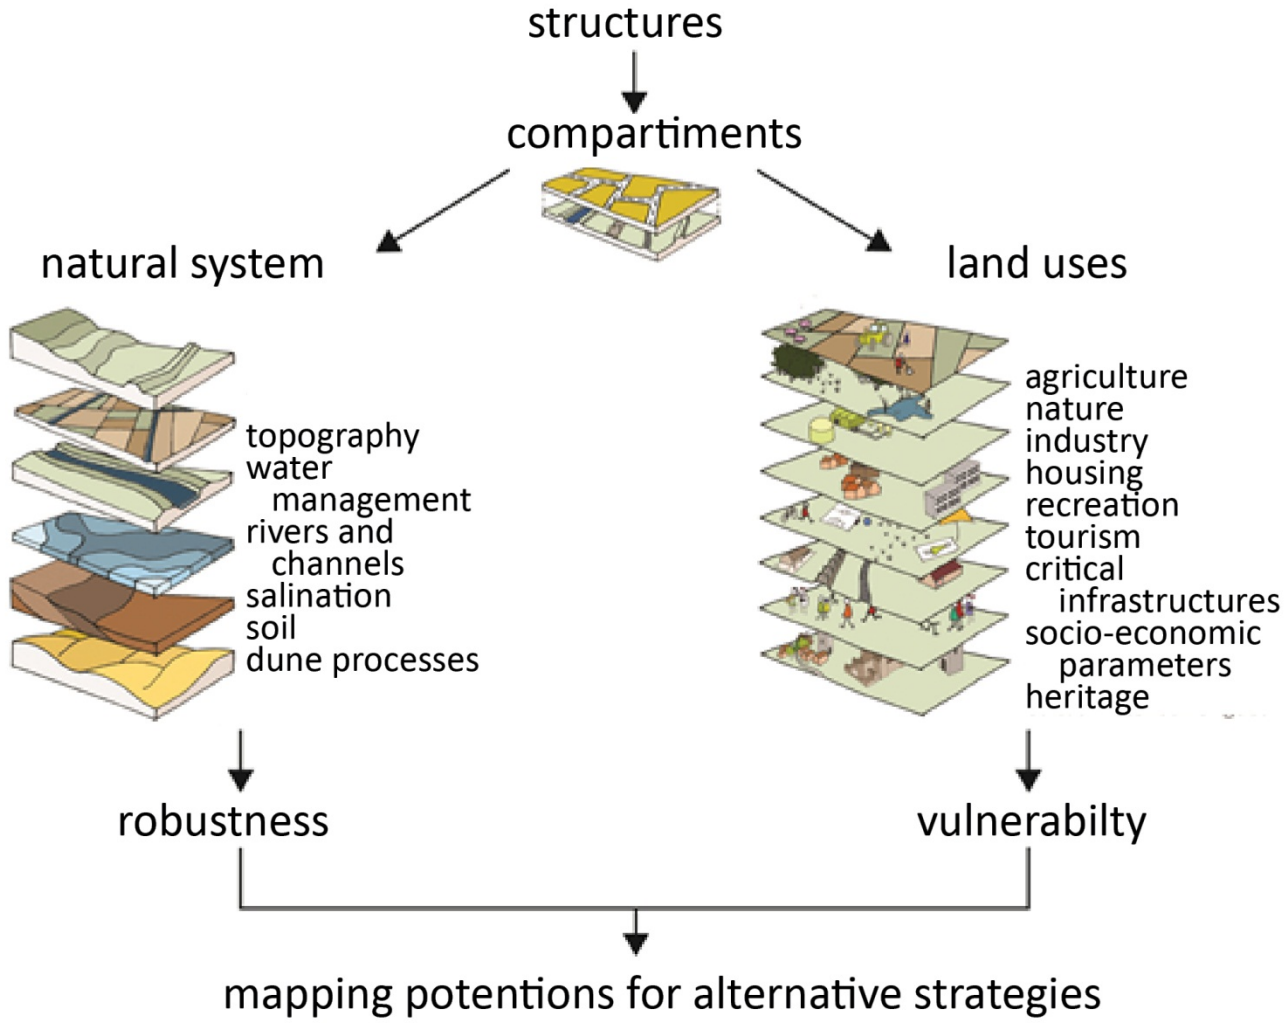 structures
compartiments
natural system
land uses
topography
water
management
rivers and
channels
salination
soil
dune processes
agriculture
nature
industry
housing
recreation
tourism
critical
infrastructures
socio-economic
parameters
heritage
robustness
vulnerabilty
mapping potentions for alternative strategies